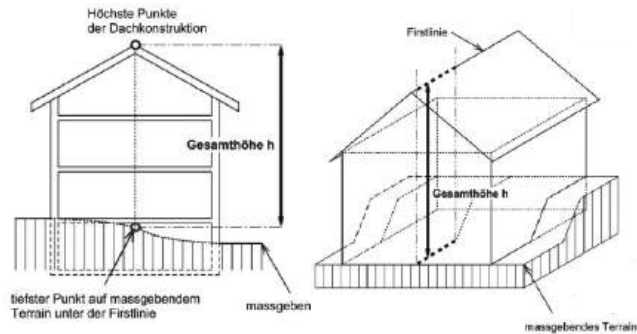 Höchste Punkte
der Dachkonstruktion
Gesamthöhe h
tiefster Punkt auf massgebendem
Terrain unter der Firstlinie
massgeben
Firstlinie
Gesamthöhe h
massgebendes Terrain